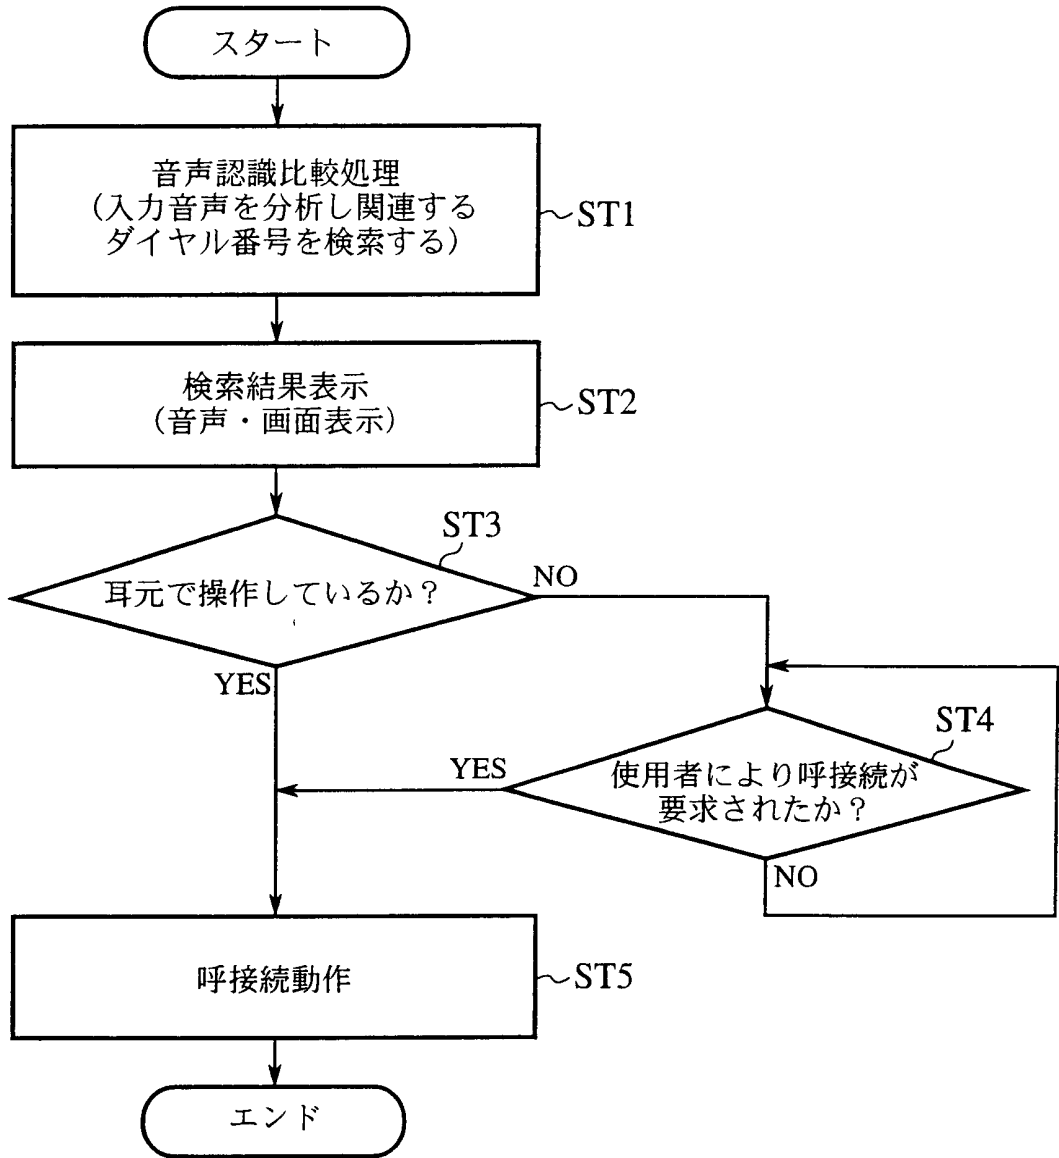 スタート
音声認識比較処理
（入力音声を分析し関連する
ダイヤル番号を検索する）
ST1
検索結果表示
（音声・画面表示）
ST2
ST3
耳元で操作しているか？
NO
YES
ST4
使用者により呼接続が
要求されたか？
YES
NO
呼接続動作
ST5
エンド